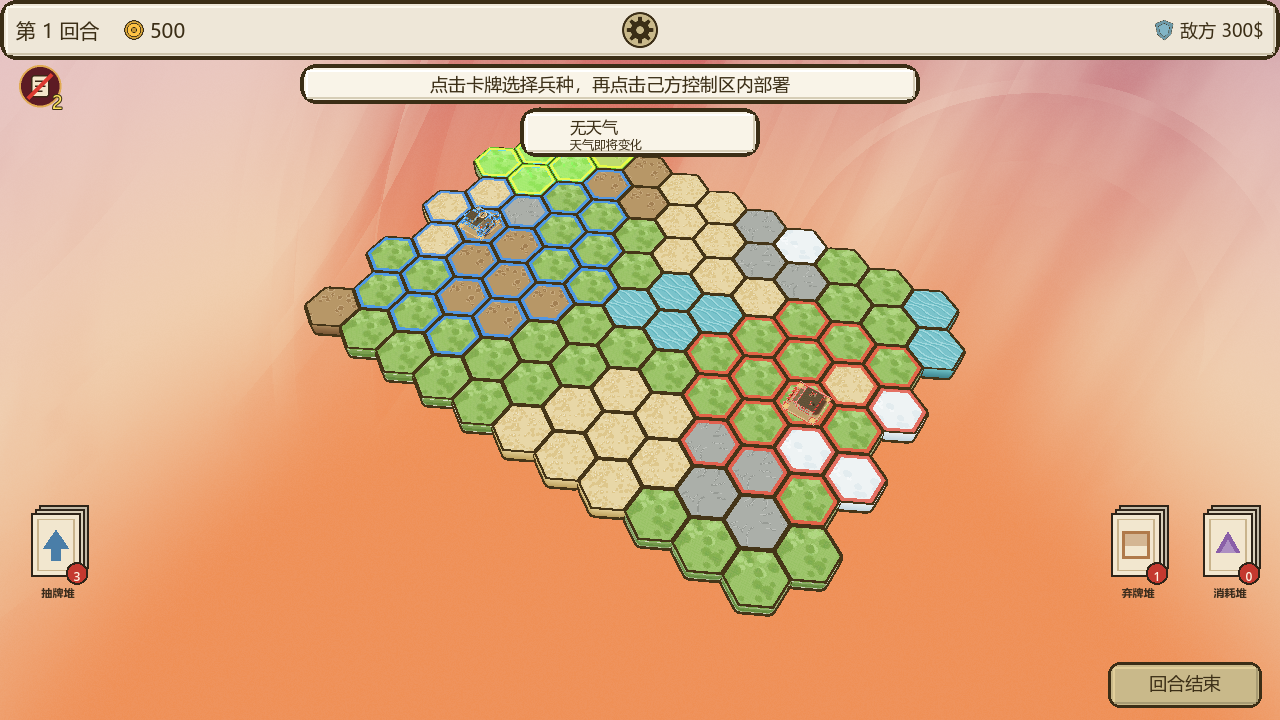 第 1 回合
500
敌方 300$
2
点击卡牌选择兵种，再点击己方控制区内部署
无天气
天气即将变化
3
抽牌堆
1
弃牌堆
0
消耗堆
回合结束